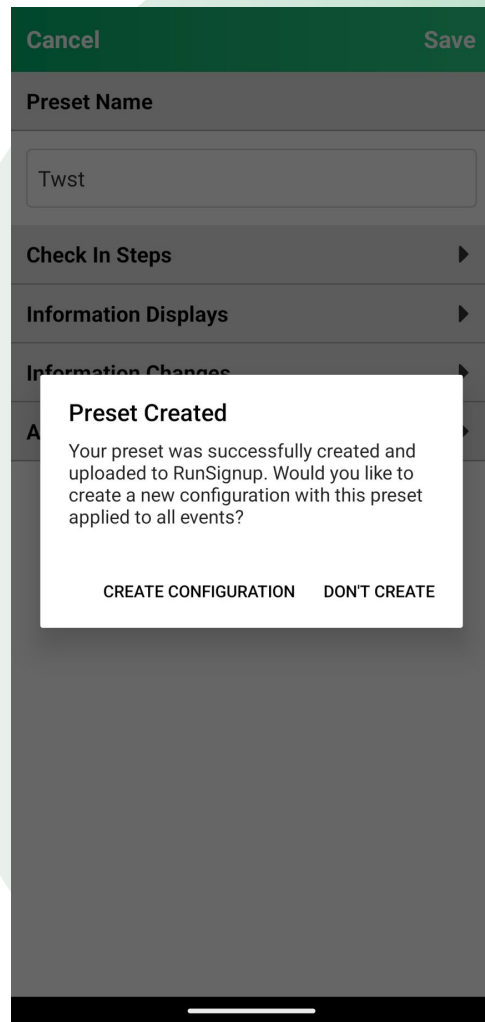 Cancel Save
Preset Name
Twst
Check In Steps
Information Displays
Information Changes
A
Preset Created
Your preset was successfully created and
uploaded to RunSignup. Would you like to
create a new configuration with this preset
applied to all events?
CREATE CONFIGURATION DON'T CREATE